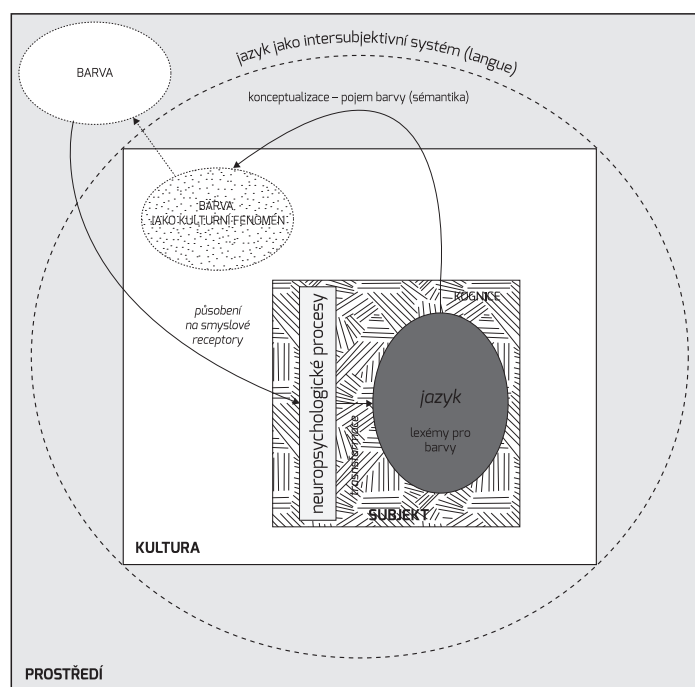 jazyk jako intersubjektivní systém (langue)
BARVA
konceptualizace – pojem barvy (sémantika)
BARVA
JAKO KULTURNÍ FENOMÉN
působení
na smyslové
receptory
KOGNICE
neuropsychologické procesy
transformace
jazyk
lexémy pro
barvy
SUBJEKT
KULTURA
PROSTŘEDÍ